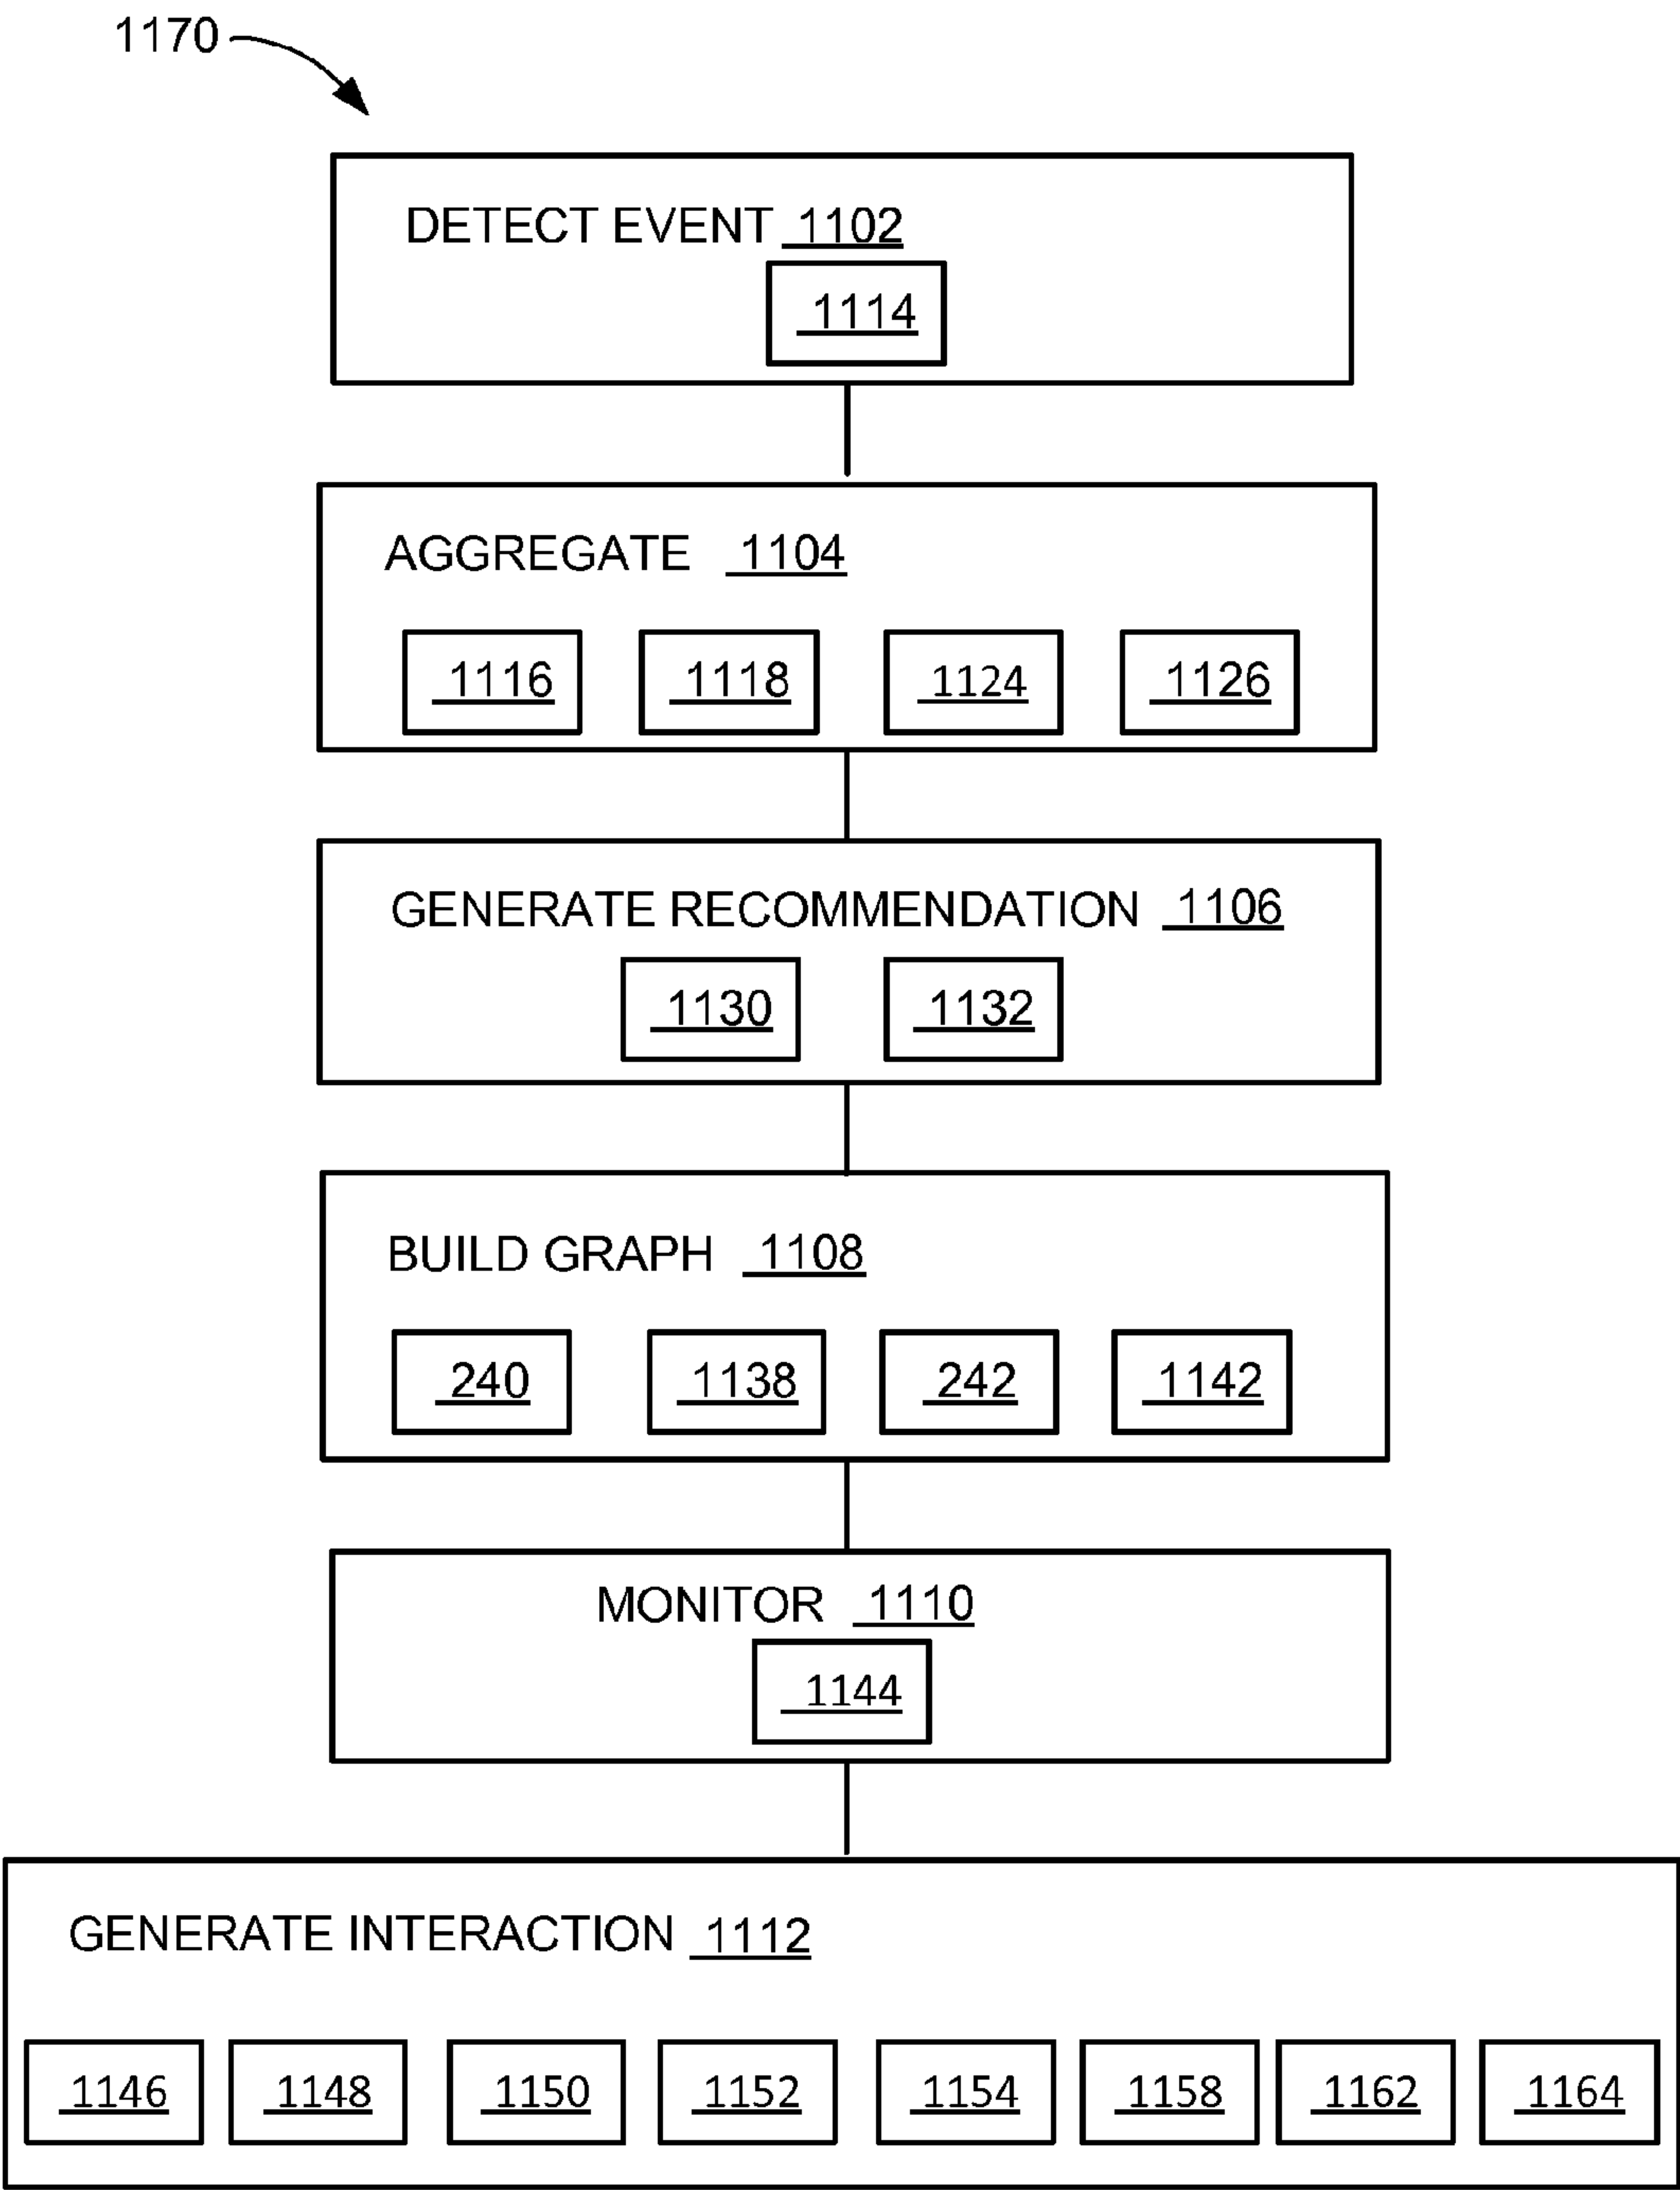 1170
DETECT EVENT 1102
1114
AGGREGATE 1104
1116 1118 1124 1126
GENERATE RECOMMENDATION 1106
1130 1132
BUILD GRAPH 1108
240 1138 242 1142
MONITOR 1110
1144
GENERATE INTERACTION 1112
1146 1148 1150 1152 1154 1158 1162 1164